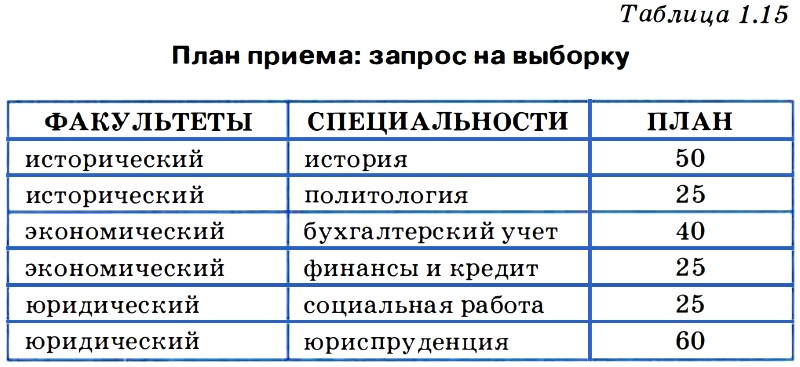 Таблица 1.15
План приема: запрос на выборку
ФАКУЛЬТЕТЫ СПЕЦИАЛЬНОСТИ ПЛАН
исторический история 50
исторический политология 25
экономический бухгалтерский учет 40
экономический финансы и кредит 25
юридический социальная работа 25
юридический юриспруденция 60